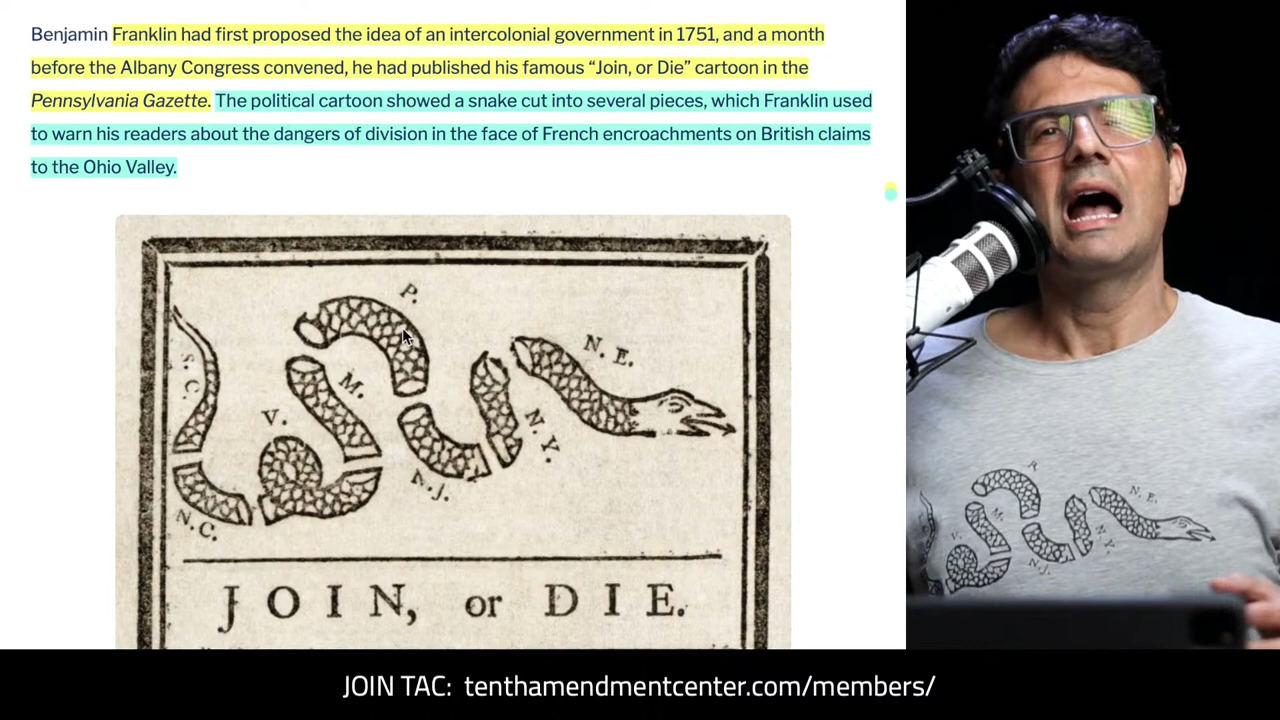 Benjamin Franklin had first proposed the idea of an intercolonial government in 1751, and a month
before the Albany Congress convened, he had published his famous “Join, or Die” cartoon in the
Pennsylvania Gazette. The political cartoon showed a snake cut into several pieces, which Franklin used
to warn his readers about the dangers of division in the face of French encroachments on British claims
to the Ohio Valley.
P.
N. E.
S. C.
M.
V.
N. Y.
N. J.
N. C.
JOIN, or DIE.
P.
N. E.
M.
V.
N. Y.
N. J.
JOIN TAC: tenthamendmentcenter.com/members/